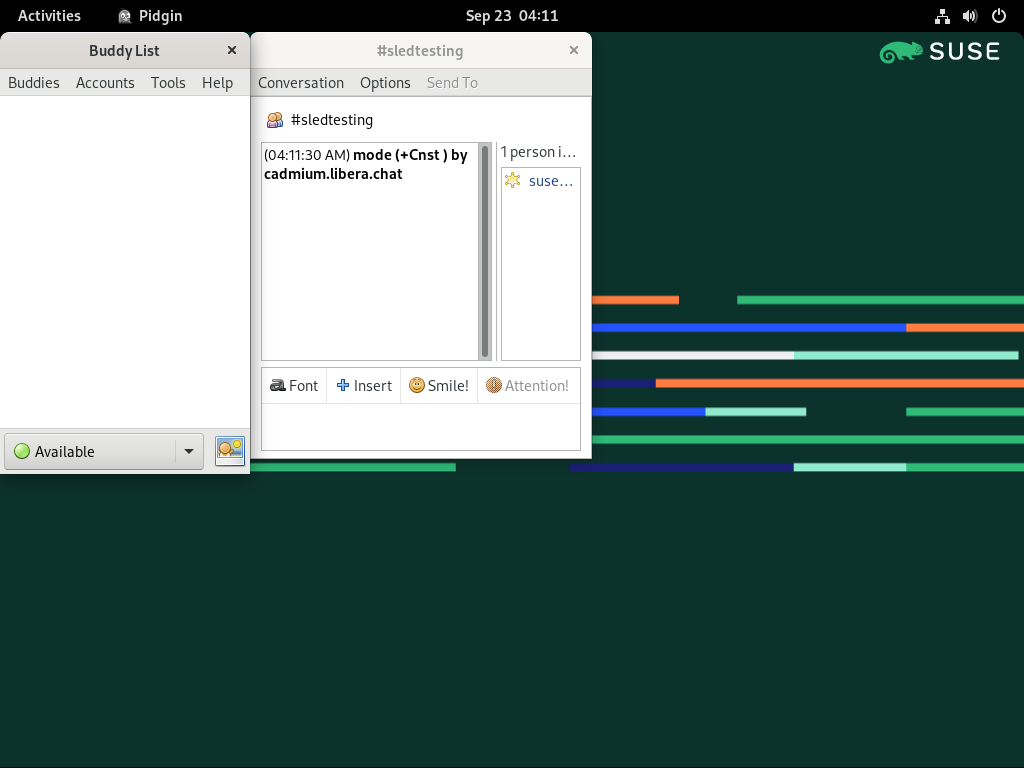 Activities Pidgin Sep 23 04:11
SUSE
Buddy List
Buddies Accounts Tools Help
Available
#sledtesting
Conversation Options Send To
#sledtesting
(04:11:30 AM) mode (+Cnst ) by
cadmium.libera.chat
1 person i…
suse…
Font Insert Smile! Attention!